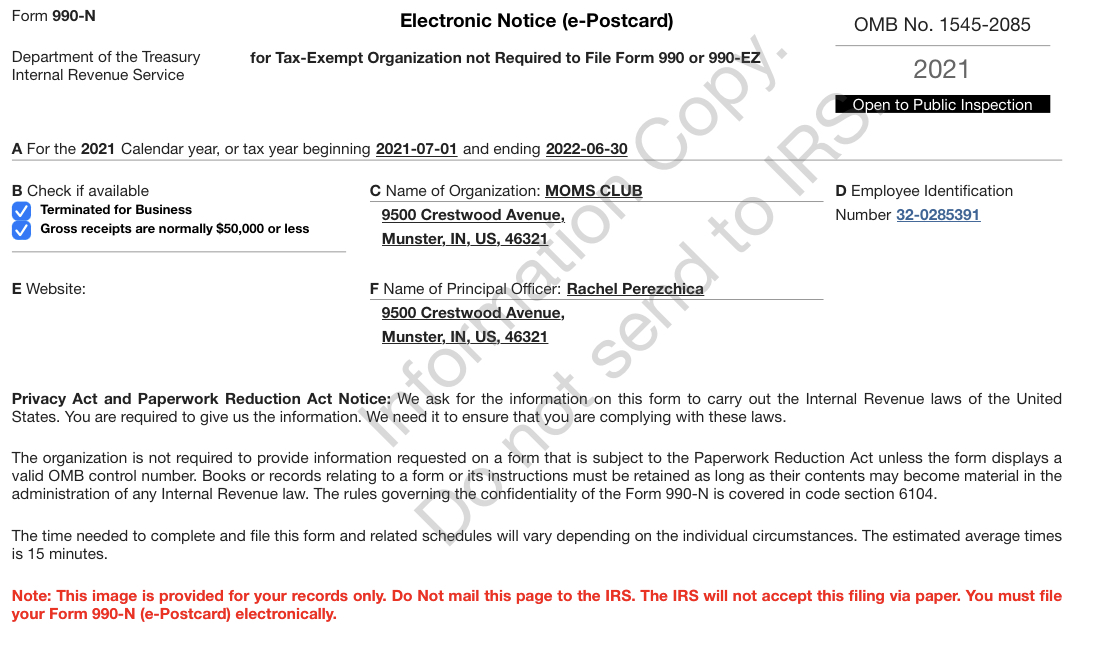 Form 990-N
Electronic Notice (e-Postcard)
OMB No. 1545-2085
Department of the Treasury
Internal Revenue Service
for Tax-Exempt Organization not Required to File Form 990 or 990-EZ
2021
Open to Public Inspection
A For the 2021 Calendar year, or tax year beginning 2021-07-01 and ending 2022-06-30
B Check if available
Terminated for Business
Gross receipts are normally $50,000 or less
C Name of Organization: MOMS CLUB
9500 Crestwood Avenue,
Munster, IN, US, 46321
D Employee Identification
Number 32-0285391
E Website:
F Name of Principal Officer: Rachel Perezchica
9500 Crestwood Avenue,
Munster, IN, US, 46321
Privacy Act and Paperwork Reduction Act Notice: We ask for the information on this form to carry out the Internal Revenue laws of the United
States. You are required to give us the information. We need it to ensure that you are complying with these laws.
The organization is not required to provide information requested on a form that is subject to the Paperwork Reduction Act unless the form displays a
valid OMB control number. Books or records relating to a form or its instructions must be retained as long as their contents may become material in the
administration of any Internal Revenue law. The rules governing the confidentiality of the Form 990-N is covered in code section 6104.
The time needed to complete and file this form and related schedules will vary depending on the individual circumstances. The estimated average times
is 15 minutes.
Note: This image is provided for your records only. Do Not mail this page to the IRS. The IRS will not accept this filing via paper. You must file
your Form 990-N (e-Postcard) electronically.
Information Copy.
Do not send to IRS.